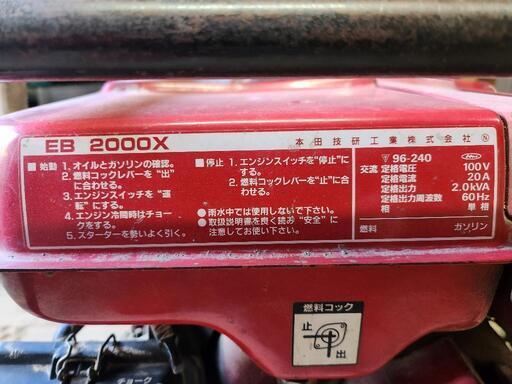 EB 2000X
本田技研工業株式会社 Ⓝ
■始動 1. オイルとガソリンの確認。
2. 燃料コックレバーを“出”
に合わせる。
3. エンジンスイッチを“運
転”にする。
4. エンジン冷間時はチョー
クをする。
5. スターターを勢いよく引く。
■停止 1. エンジンスイッチを“停止”に
する。
2. 燃料コックレバーを“止”に合
わせる。
●雨水中では使用しないで下さい。
●取扱説明書を良く読み“安全”に
注意してお使い下さい。
96-240
交流 定格電圧 100V
定格電流 20A
定格出力 2.0kVA
定格出力周波数 60Hz
相 単相
燃料 ガソリン
燃料コック
止
出
チョーク